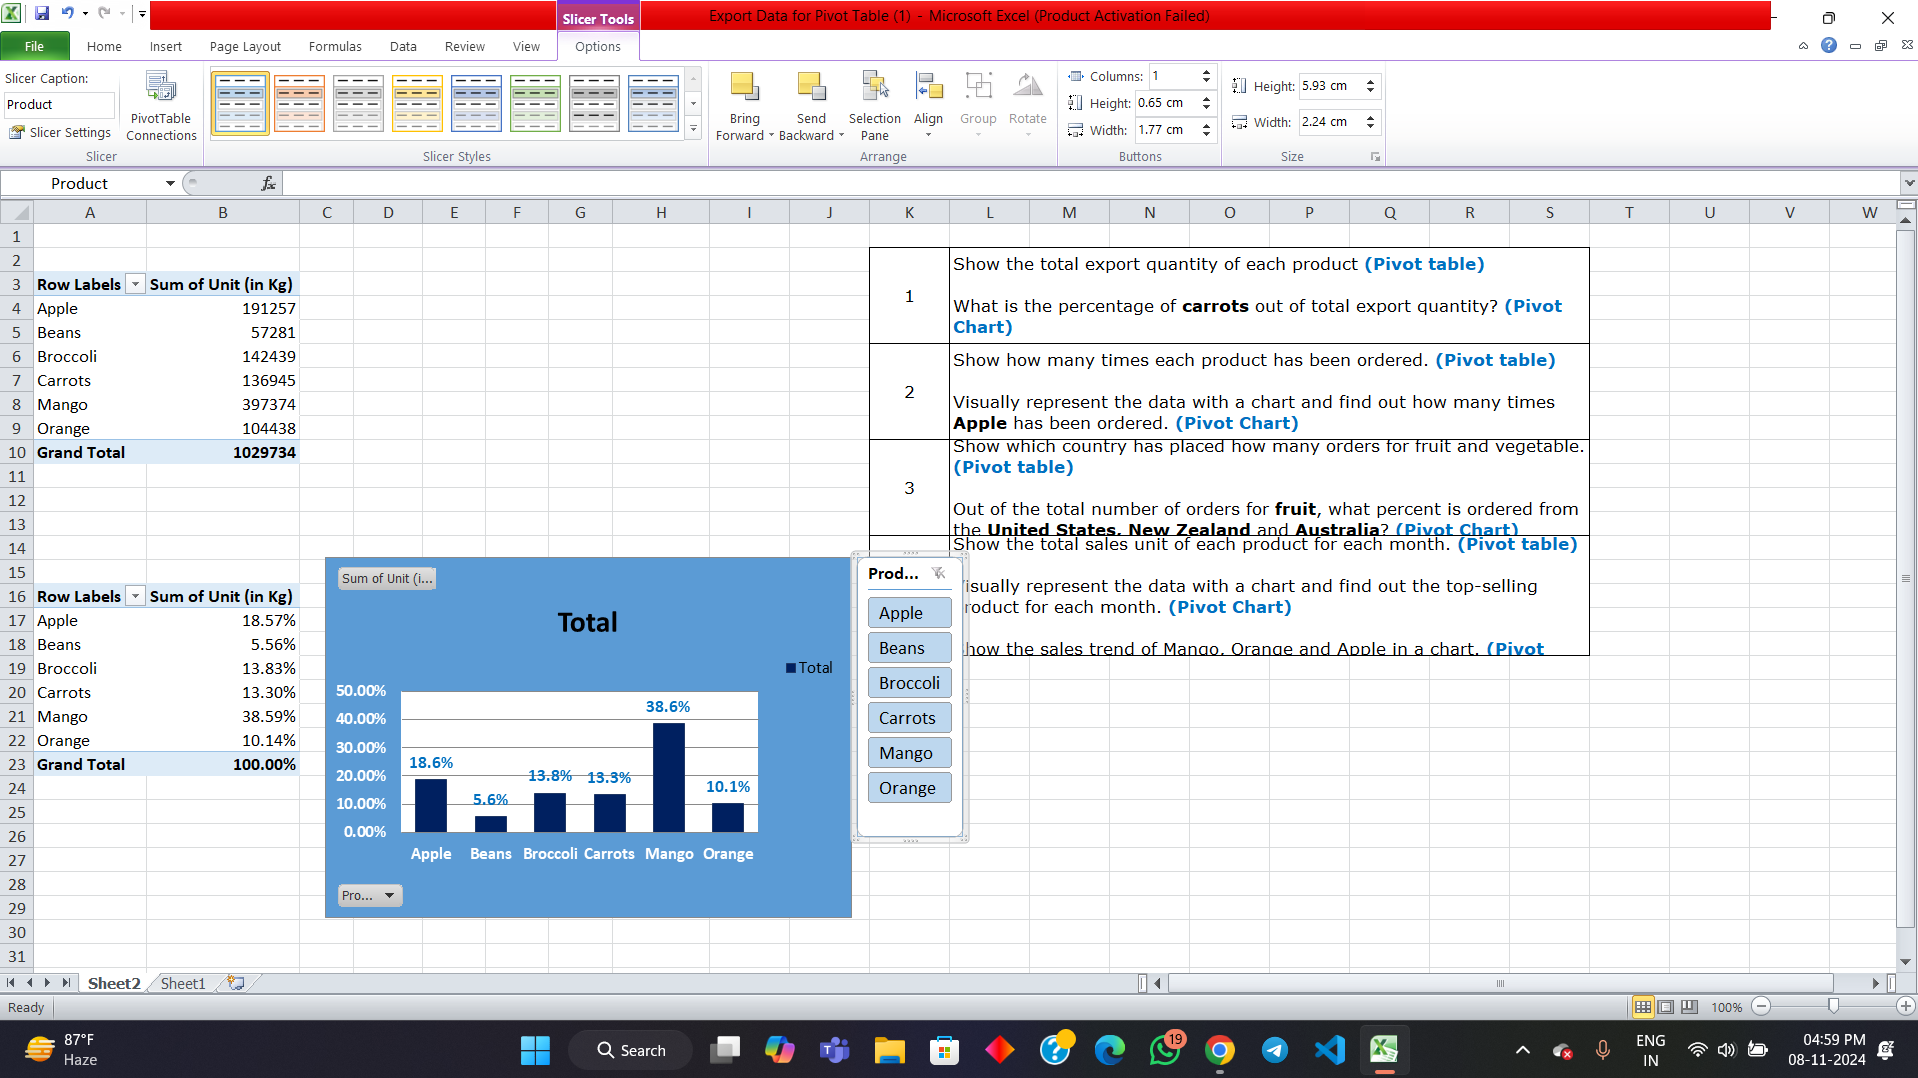 Slicer Tools
Export Data for Pivot Table (1) - Microsoft Excel (Product Activation Failed)
File
Home
Insert
Page Layout
Formulas
Data
Review
View
Options
Slicer Caption:
Product
Slicer Settings
PivotTable
Connections
Bring
Forward
Send
Backward
Selection
Pane
Align
Group
Rotate
Columns: 1
Height: 0.65 cm
Width: 1.77 cm
Height: 5.93 cm
Width: 2.24 cm
Slicer
Slicer Styles
Arrange
Buttons
Size
Product
fx
A B C D E F G H I J K L M N O P Q R S T U V W
1
2
3 Row Labels Sum of Unit (in Kg)
4 Apple 191257
5 Beans 57281
6 Broccoli 142439
7 Carrots 136945
8 Mango 397374
9 Orange 104438
10 Grand Total 1029734
11
12
13
14
15
16 Row Labels Sum of Unit (in Kg)
17 Apple 18.57%
18 Beans 5.56%
19 Broccoli 13.83%
20 Carrots 13.30%
21 Mango 38.59%
22 Orange 10.14%
23 Grand Total 100.00%
24
25
26
27
28
29
30
31
1
Show the total export quantity of each product (Pivot table)
What is the percentage of carrots out of total export quantity? (Pivot
Chart)
2
Show how many times each product has been ordered. (Pivot table)
Visually represent the data with a chart and find out how many times
Apple has been ordered. (Pivot Chart)
3
Show which country has placed how many orders for fruit and vegetable.
(Pivot table)
Out of the total number of orders for fruit, what percent is ordered from
the United States, New Zealand and Australia? (Pivot Chart)
Show the total sales unit of each product for each month. (Pivot table)
isually represent the data with a chart and find out the top-selling
roduct for each month. (Pivot Chart)
how the sales trend of Mango, Orange and Apple in a chart. (Pivot
Sum of Unit (i...
Total
Total
50.00%
40.00%
30.00%
20.00%
10.00%
0.00%
18.6%
5.6%
13.8%
13.3%
38.6%
10.1%
Apple Beans Broccoli Carrots Mango Orange
Pro...
Prod...
Apple
Beans
Broccoli
Carrots
Mango
Orange
Sheet2
Sheet1
Ready
100%
87°F
Haze
Search
19
ENG
IN
04:59 PM
08-11-2024